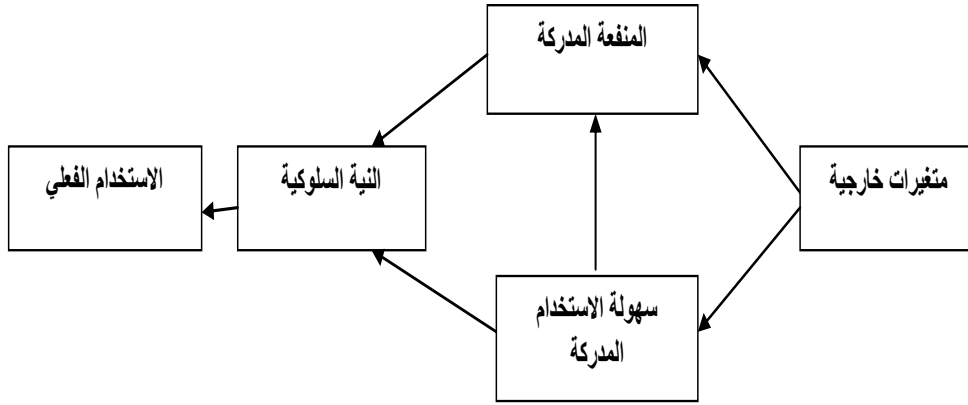 المنفعة المدركة
متغيرات خارجية
النية السلوكية
الاستخدام الفعلي
سهولة الاستخدام
المدركة